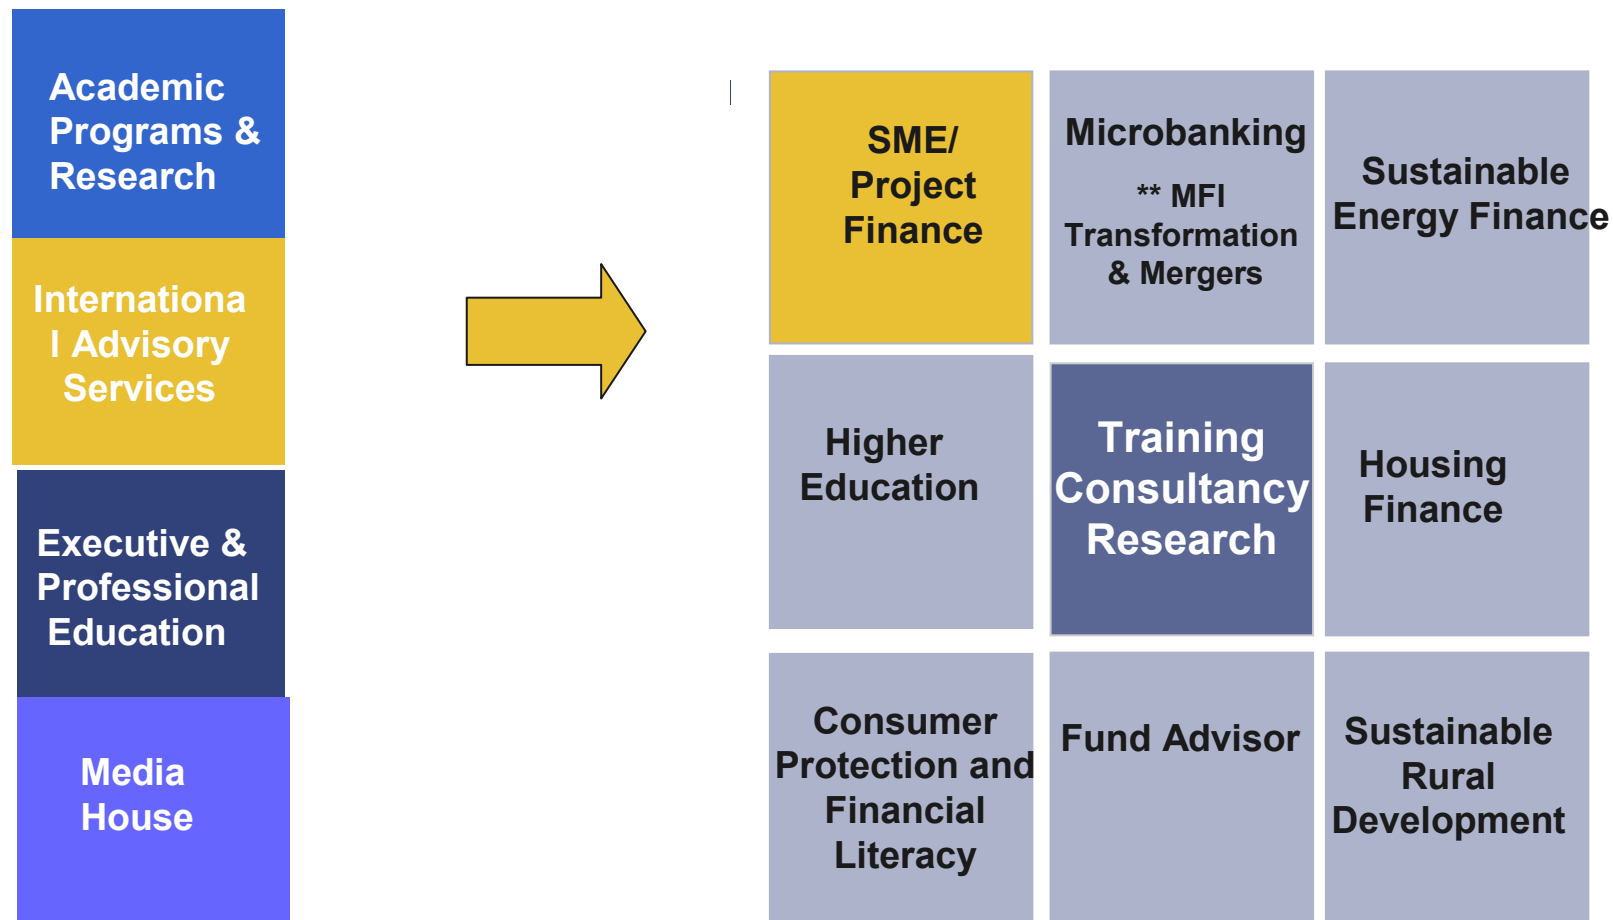 Academic
Programs &
Research
Internationa
l Advisory
Services
Executive &
Professional
Education
Media
House
SME/
Project
Finance
Microbanking
** MFI
Transformation
& Mergers
Sustainable
Energy Finance
Higher
Education
Training
Consultancy
Research
Housing
Finance
Consumer
Protection and
Financial
Literacy
Fund Advisor
Sustainable
Rural
Development